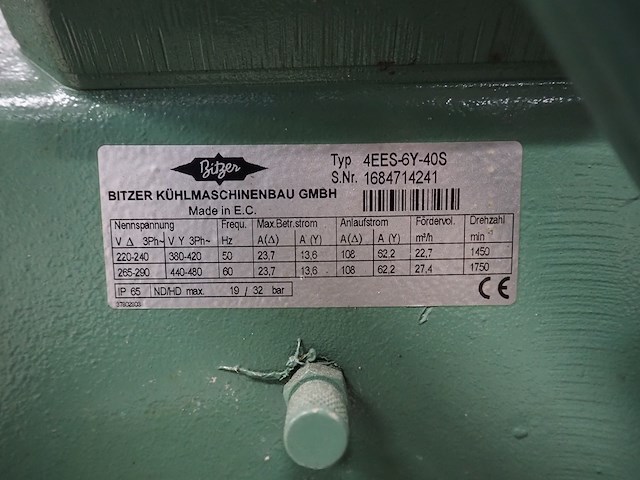 Bitzer
Typ 4EES-6Y-40S
S.Nr. 1684714241
BITZER KÜHLMASCHINENBAU GMBH
Made in E.C.
Nennspannung Frequ. Max.Betr.strom Anlaufstrom Fördervol. Drehzahl
V Δ 3Ph~ V Y 3Ph~ Hz A(Δ) A (Y) A(Δ) A (Y) m³/h min⁻¹
220-240 380-420 50 23,7 13,6 108 62,2 22,7 1450
265-290 440-480 60 23,7 13,6 108 62,2 27,4 1750
IP 65 ND/HD max. 19 / 32 bar
CE